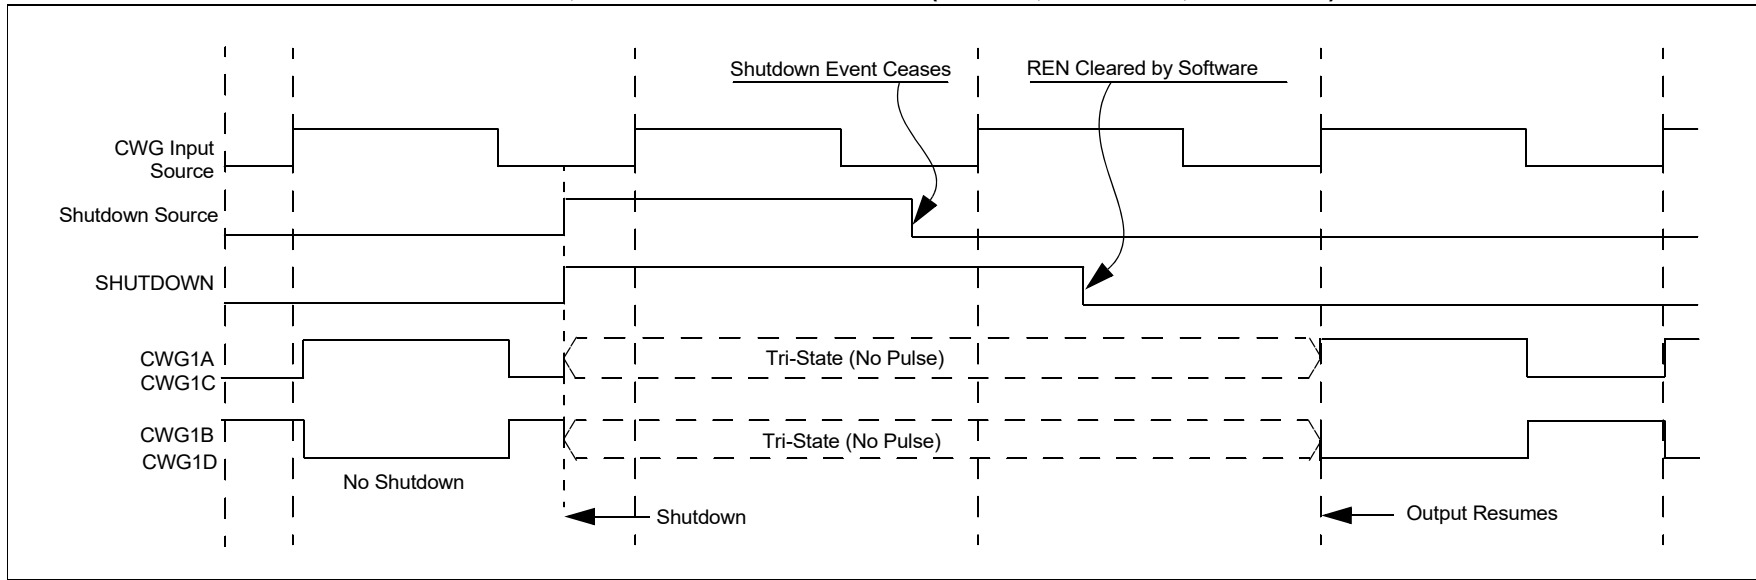 Shutdown Event Ceases
REN Cleared by Software
CWG Input
Source
Shutdown Source
SHUTDOWN
CWG1A
CWG1C
Tri-State (No Pulse)
CWG1B
CWG1D
Tri-State (No Pulse)
No Shutdown
Shutdown
Output Resumes